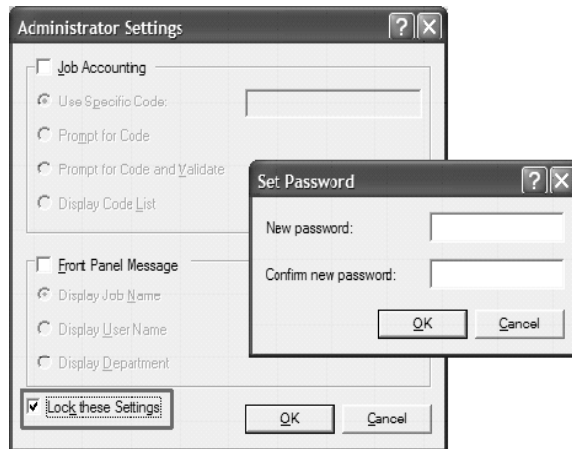 Administrator Settings
Job Accounting
Use Specific Code:
Prompt for Code
Prompt for Code and Validate
Display Code List
Front Panel Message
Display Job Name
Display User Name
Display Department
Lock these Settings
OK Cancel
Set Password
New password:
Confirm new password:
OK Cancel